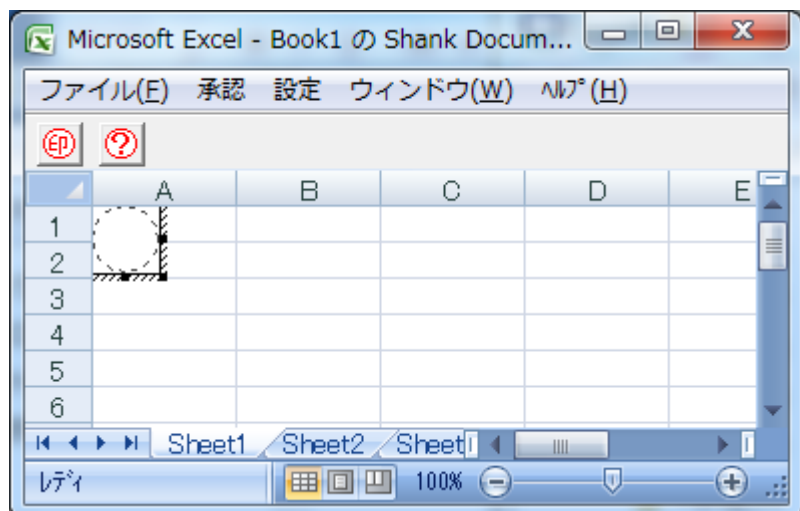 Microsoft Excel - Book1 の Shank Docum...
ファイル(F) 承認 設定 ウィンドウ(W) ﾍﾙﾌﾟ(H)
印 ?
A B C D E
1
2
3
4
5
6
Sheet1 Sheet2 Sheet
ﾚﾃﾞｨ 100%